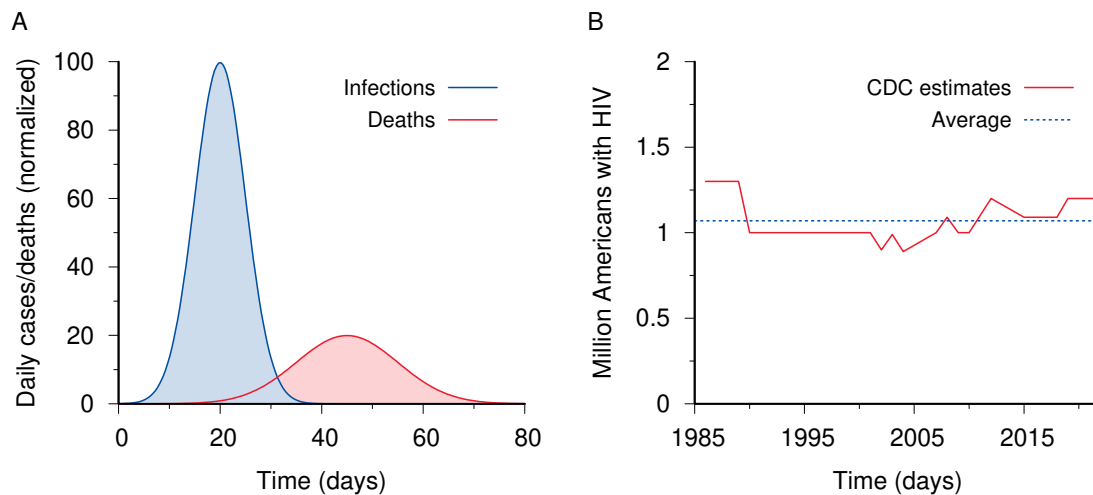 A
Daily cases/deaths (normalized)
100
80
60
40
20
0
0 20 40 60 80
Time (days)
Infections
Deaths
B
Million Americans with HIV
2
1.5
1
0.5
0
1985 1995 2005 2015
Time (days)
CDC estimates
Average